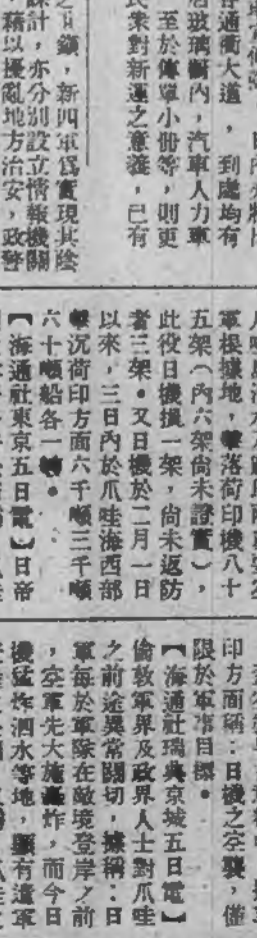 通衢大道，到處均有
店玻璃櫥內，汽車人力車
至於傳單小冊等，則更
民衆對新運之意義，已有
之下鎮，新四軍爲實現其陰
謀計，亦分別設立情報機關
藉以擾亂地方治安，政警
軍根據地，擊落荷印機八十
五架（內六架尚未證實），
此役日機損一架，尚未返防
者三架。又日機於二月一日
以來，三日內於爪哇海西部
擊沉荷印方面六千噸三千噸
六十噸船各一艘。
【海通社東京五日電】日帝
印方面稱：日機之空襲，僅
限於軍事目標。
【海通社瑞典京城五日電】
倫敦軍界及政界人士對爪哇
之前途異常關切，據稱：日
軍每於軍隊在敵境登岸之前
，空軍先大施轟炸，而今日
機猛炸泗水等地，顯有遣軍